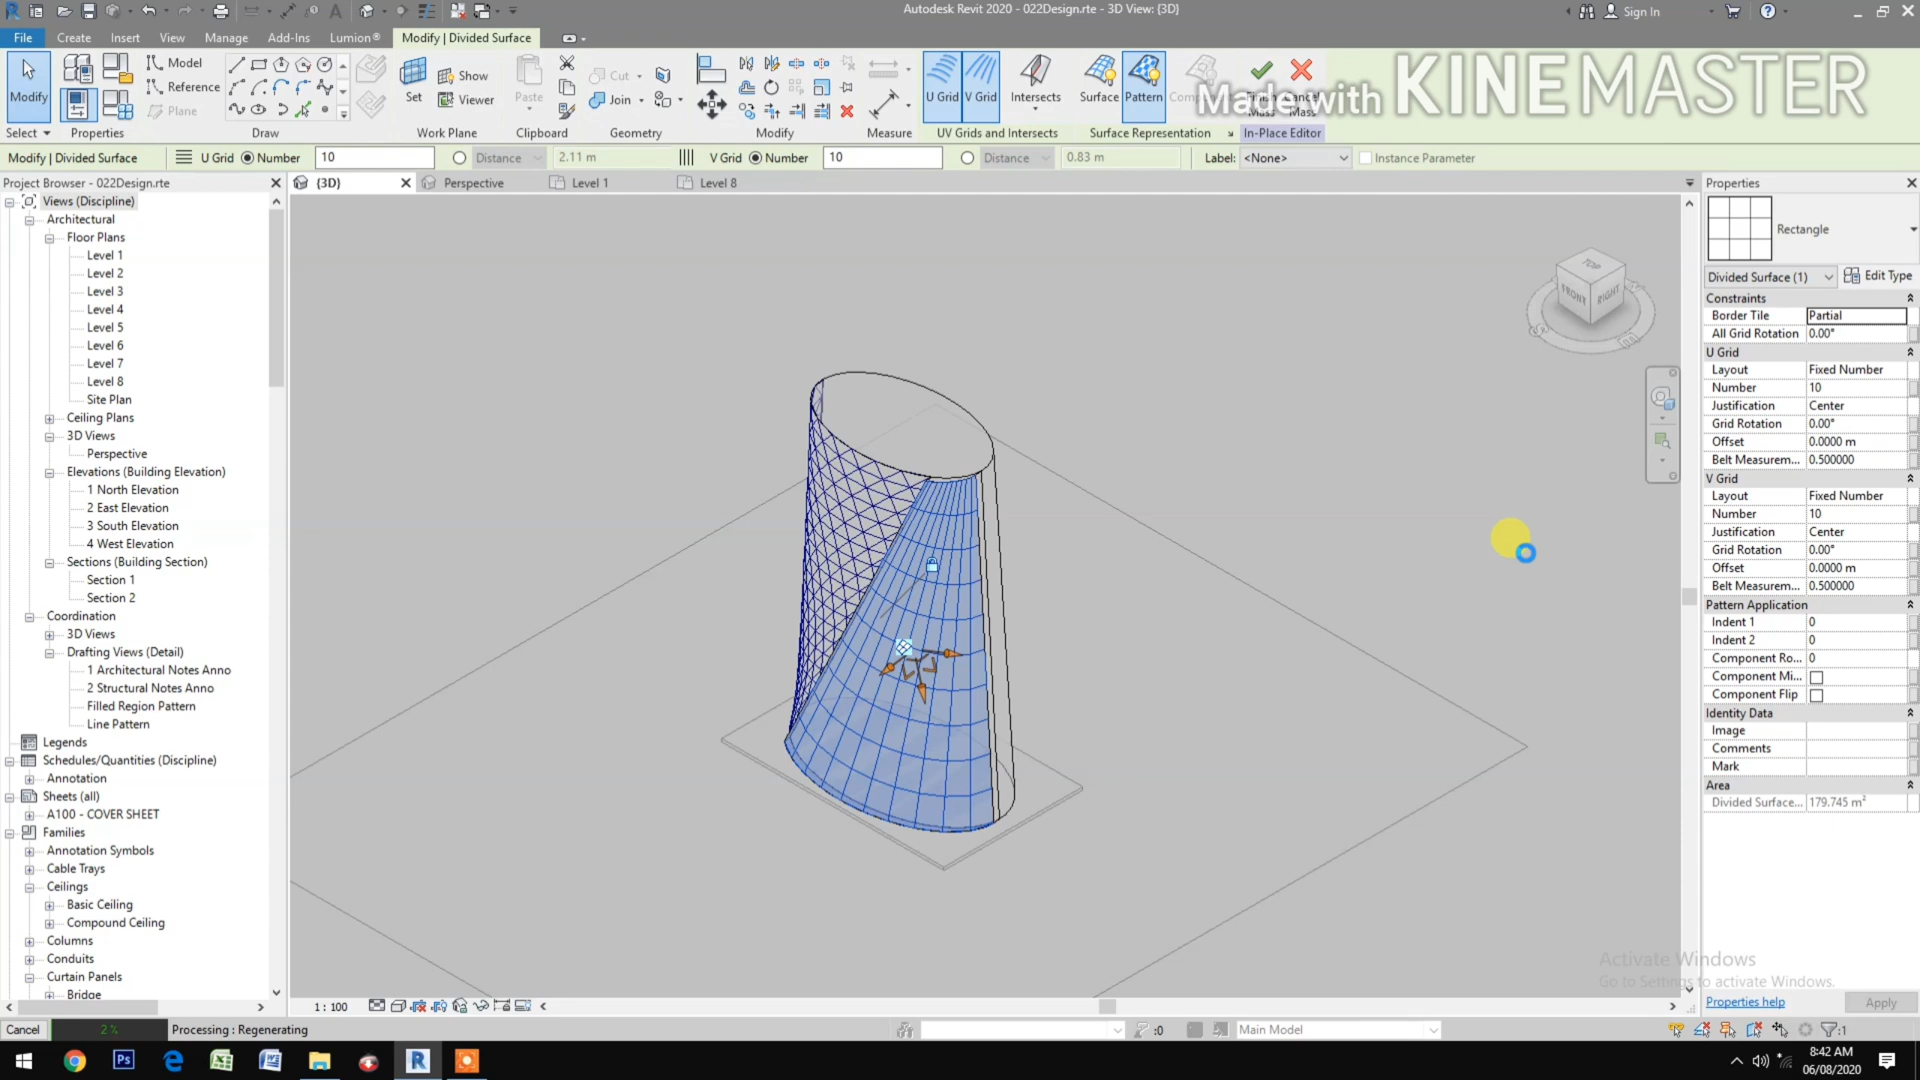 Autodesk Revit 2020 - 022Design.rte - 3D View: {3D}
Sign In
File Create Insert View Manage Add-Ins Lumion® Modify | Divided Surface
Modify
Model
Reference
Plane
Set
Show
Viewer
Paste
Cut
Join
U Grid V Grid Intersects
Surface Pattern
Made with KINEMASTER
Select Properties Draw Work Plane Clipboard Geometry Modify Measure UV Grids and Intersects Surface Representation In-Place Editor
Modify | Divided Surface U Grid Number 10 Distance 2.11 m V Grid Number 10 Distance 0.83 m Label: <None> Instance Parameter
Project Browser - 022Design.rte
{3D} Perspective Level 1 Level 8
Views (Discipline)
Architectural
Floor Plans
Level 1
Level 2
Level 3
Level 4
Level 5
Level 6
Level 7
Level 8
Site Plan
Ceiling Plans
3D Views
Perspective
Elevations (Building Elevation)
1 North Elevation
2 East Elevation
3 South Elevation
4 West Elevation
Sections (Building Section)
Section 1
Section 2
Coordination
3D Views
Drafting Views (Detail)
1 Architectural Notes Anno
2 Structural Notes Anno
Filled Region Pattern
Line Pattern
Legends
Schedules/Quantities (Discipline)
Annotation
Sheets (all)
A100 - COVER SHEET
Families
Annotation Symbols
Cable Trays
Ceilings
Basic Ceiling
Compound Ceiling
Columns
Conduits
Curtain Panels
Bridge
TOP
FRONT
RIGHT
Properties
Rectangle
Divided Surface (1) Edit Type
Constraints
Border Tile Partial
All Grid Rotation 0.00°
U Grid
Layout Fixed Number
Number 10
Justification Center
Grid Rotation 0.00°
Offset 0.0000 m
Belt Measurem... 0.500000
V Grid
Layout Fixed Number
Number 10
Justification Center
Grid Rotation 0.00°
Offset 0.0000 m
Belt Measurem... 0.500000
Pattern Application
Indent 1 0
Indent 2 0
Component Ro... 0
Component Mi...
Component Flip
Identity Data
Image
Comments
Mark
Area
Divided Surface... 179.745 m²
Activate Windows
Go to Settings to activate Windows.
Properties help Apply
1 : 100
Cancel 2 % Processing : Regenerating :0 Main Model :1
8:42 AM
06/08/2020